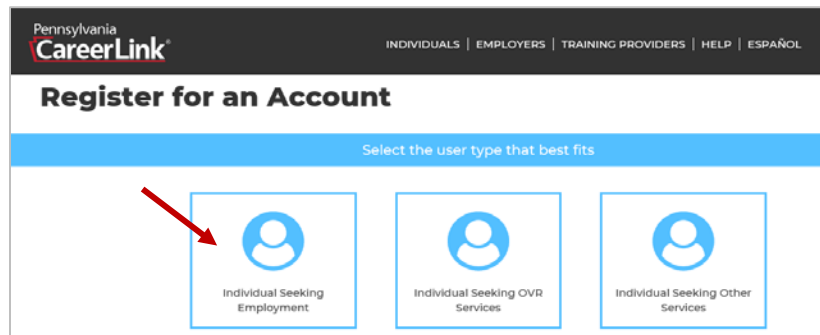 Pennsylvania
CareerLink®
INDIVIDUALS | EMPLOYERS | TRAINING PROVIDERS | HELP | ESPAÑOL
Register for an Account
Select the user type that best fits
Individual Seeking
Employment
Individual Seeking OVR
Services
Individual Seeking Other
Services